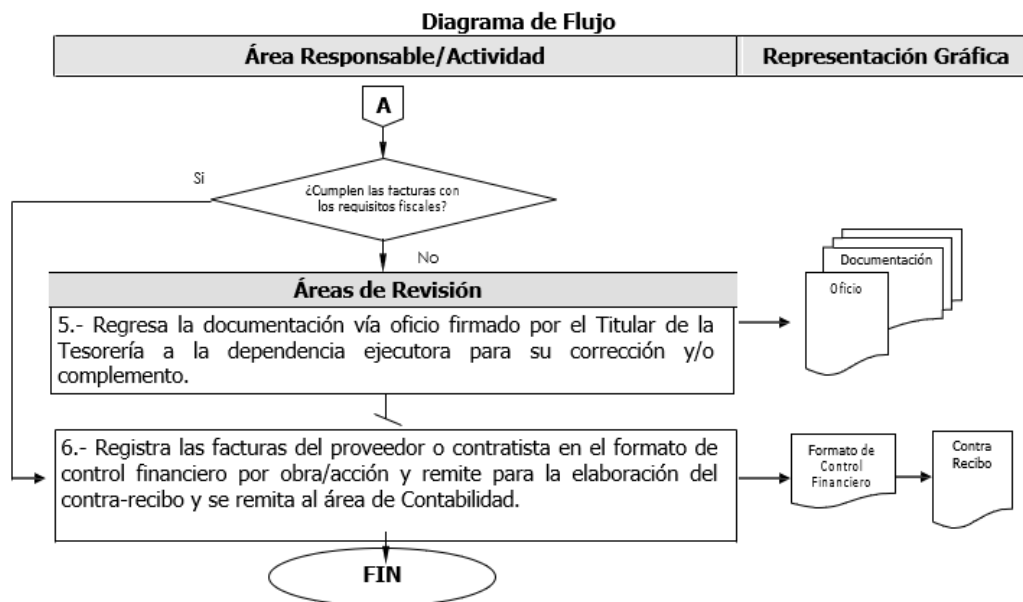 Diagrama de Flujo
Área Responsable/Actividad
Representación Gráfica
A
Si
¿Cumplen las facturas con
los requisitos fiscales?
No
Documentación
Oficio
Áreas de Revisión
5.- Regresa la documentación vía oficio firmado por el Titular de la
Tesorería a la dependencia ejecutora para su corrección y/o
complemento.
6.- Registra las facturas del proveedor o contratista en el formato de
control financiero por obra/acción y remite para la elaboración del
contra-recibo y se remita al área de Contabilidad.
Formato de
Control
Financiero
Contra
Recibo
FIN